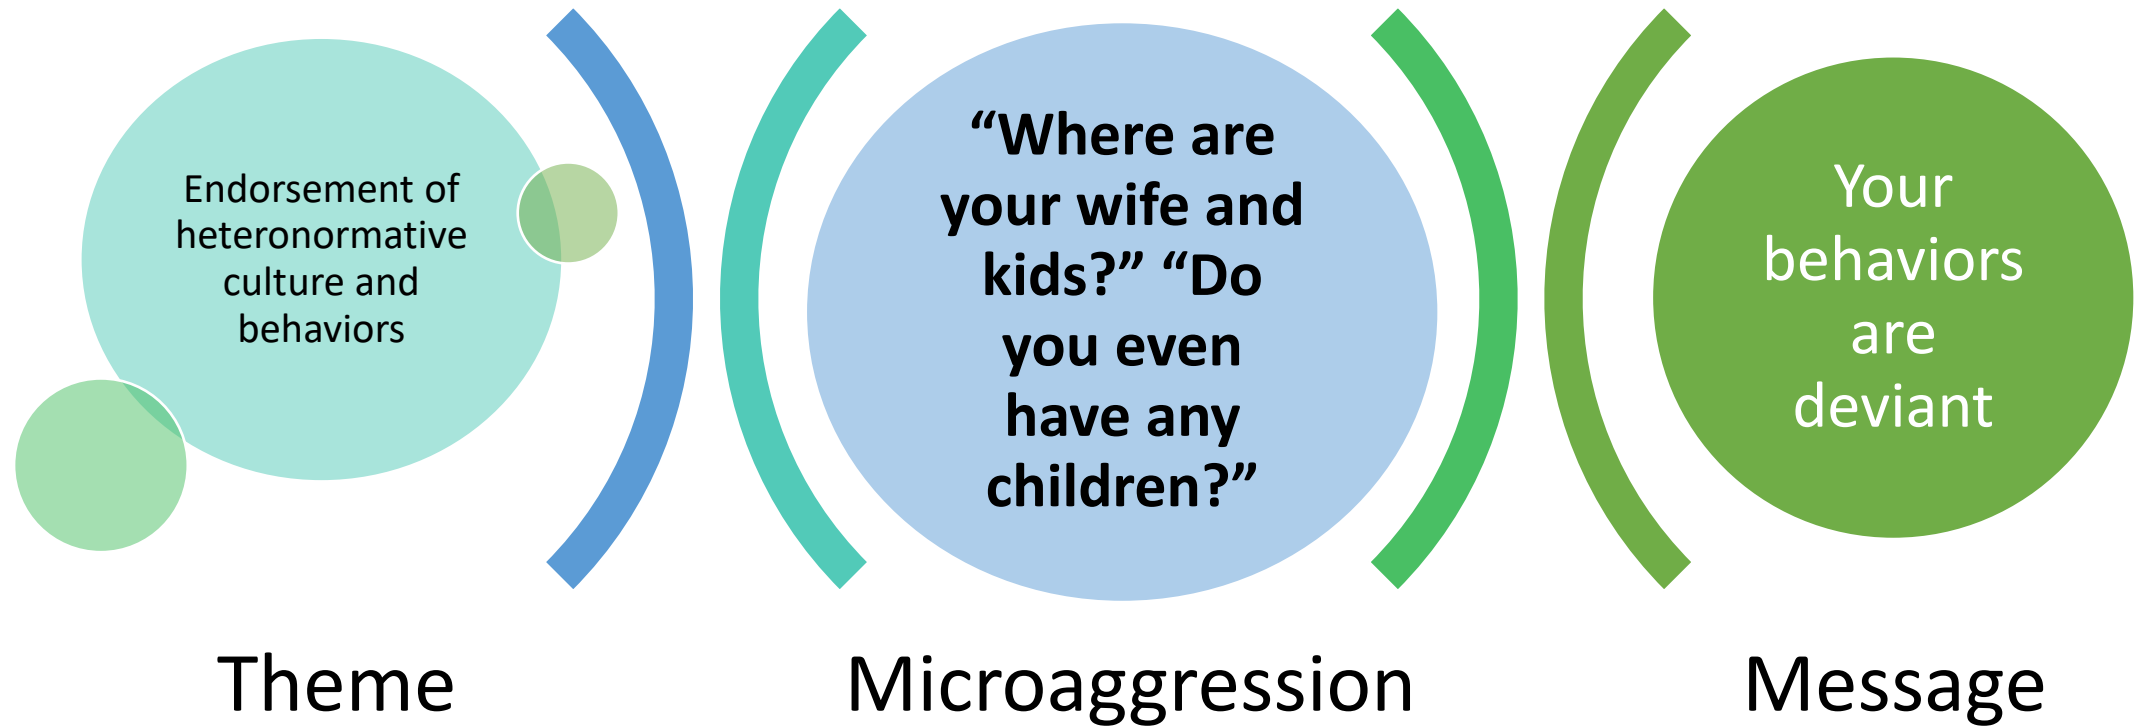 Endorsement of
heteronormative
culture and
behaviors
“Where are
your wife and
kids?” “Do
you even
have any
children?”
Your
behaviors
are
deviant
Theme
Microaggression
Message